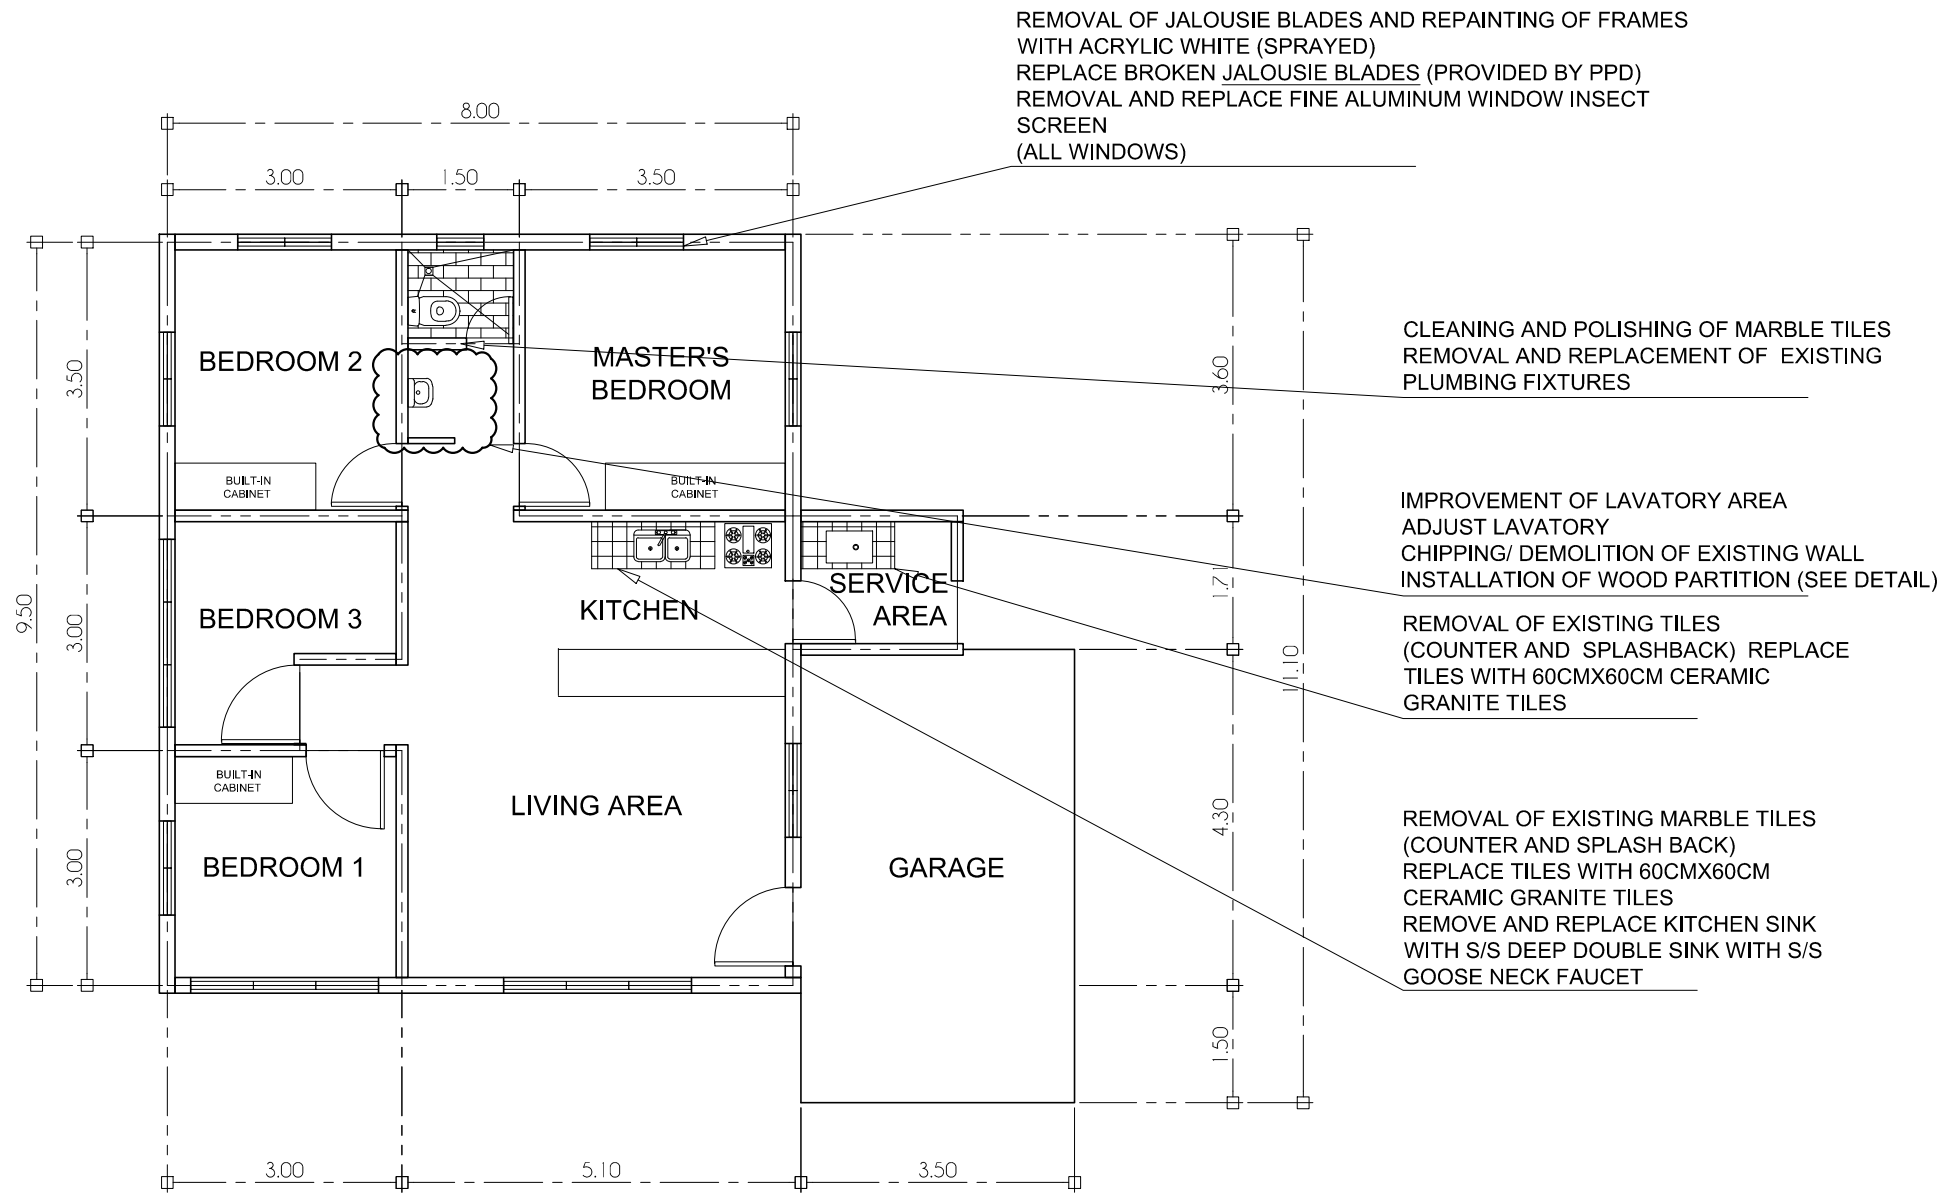 REMOVAL OF JALOUSIE BLADES AND REPAINTING OF FRAMES
WITH ACRYLIC WHITE (SPRAYED)
REPLACE BROKEN JALOUSIE BLADES (PROVIDED BY PPD)
REMOVAL AND REPLACE FINE ALUMINUM WINDOW INSECT
SCREEN
(ALL WINDOWS)
8.00
3.00
1.50
3.50
CLEANING AND POLISHING OF MARBLE TILES
REMOVAL AND REPLACEMENT OF EXISTING
PLUMBING FIXTURES
BEDROOM 2
MASTER'S
BEDROOM
3.50
3.60
BUILT-IN
CABINET
BUILT-IN
CABINET
IMPROVEMENT OF LAVATORY AREA
ADJUST LAVATORY
CHIPPING/ DEMOLITION OF EXISTING WALL
INSTALLATION OF WOOD PARTITION (SEE DETAIL)
9.50
3.00
BEDROOM 3
KITCHEN
SERVICE
AREA
1.71
11.10
REMOVAL OF EXISTING TILES
(COUNTER AND SPLASHBACK) REPLACE
TILES WITH 60CMX60CM CERAMIC
GRANITE TILES
BUILT-IN
CABINET
LIVING AREA
4.30
3.00
BEDROOM 1
GARAGE
REMOVAL OF EXISTING MARBLE TILES
(COUNTER AND SPLASH BACK)
REPLACE TILES WITH 60CMX60CM
CERAMIC GRANITE TILES
REMOVE AND REPLACE KITCHEN SINK
WITH S/S DEEP DOUBLE SINK WITH S/S
GOOSE NECK FAUCET
1.50
3.00
5.10
3.50